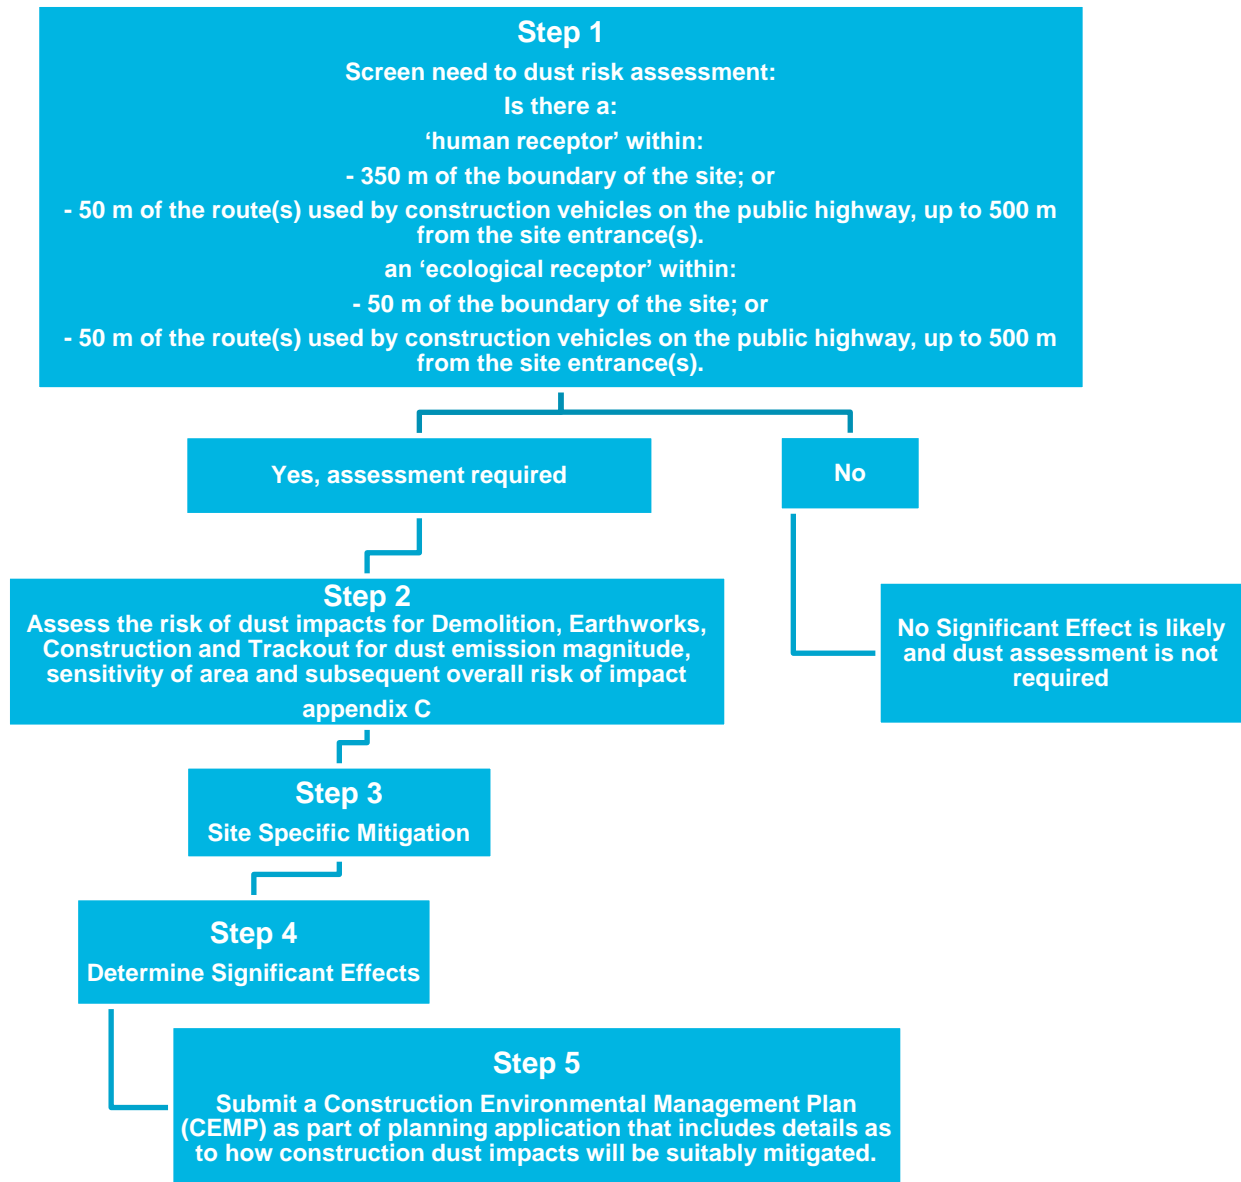 Step 1
Screen need to dust risk assessment:
Is there a:
‘human receptor’ within:
- 350 m of the boundary of the site; or
- 50 m of the route(s) used by construction vehicles on the public highway, up to 500 m
from the site entrance(s).
an ‘ecological receptor’ within:
- 50 m of the boundary of the site; or
- 50 m of the route(s) used by construction vehicles on the public highway, up to 500 m
from the site entrance(s).
Yes, assessment required
No
Step 2
Assess the risk of dust impacts for Demolition, Earthworks,
Construction and Trackout for dust emission magnitude,
sensitivity of area and subsequent overall risk of impact
appendix C
No Significant Effect is likely
and dust assessment is not
required
Step 3
Site Specific Mitigation
Step 4
Determine Significant Effects
Step 5
Submit a Construction Environmental Management Plan
(CEMP) as part of planning application that includes details as
to how construction dust impacts will be suitably mitigated.